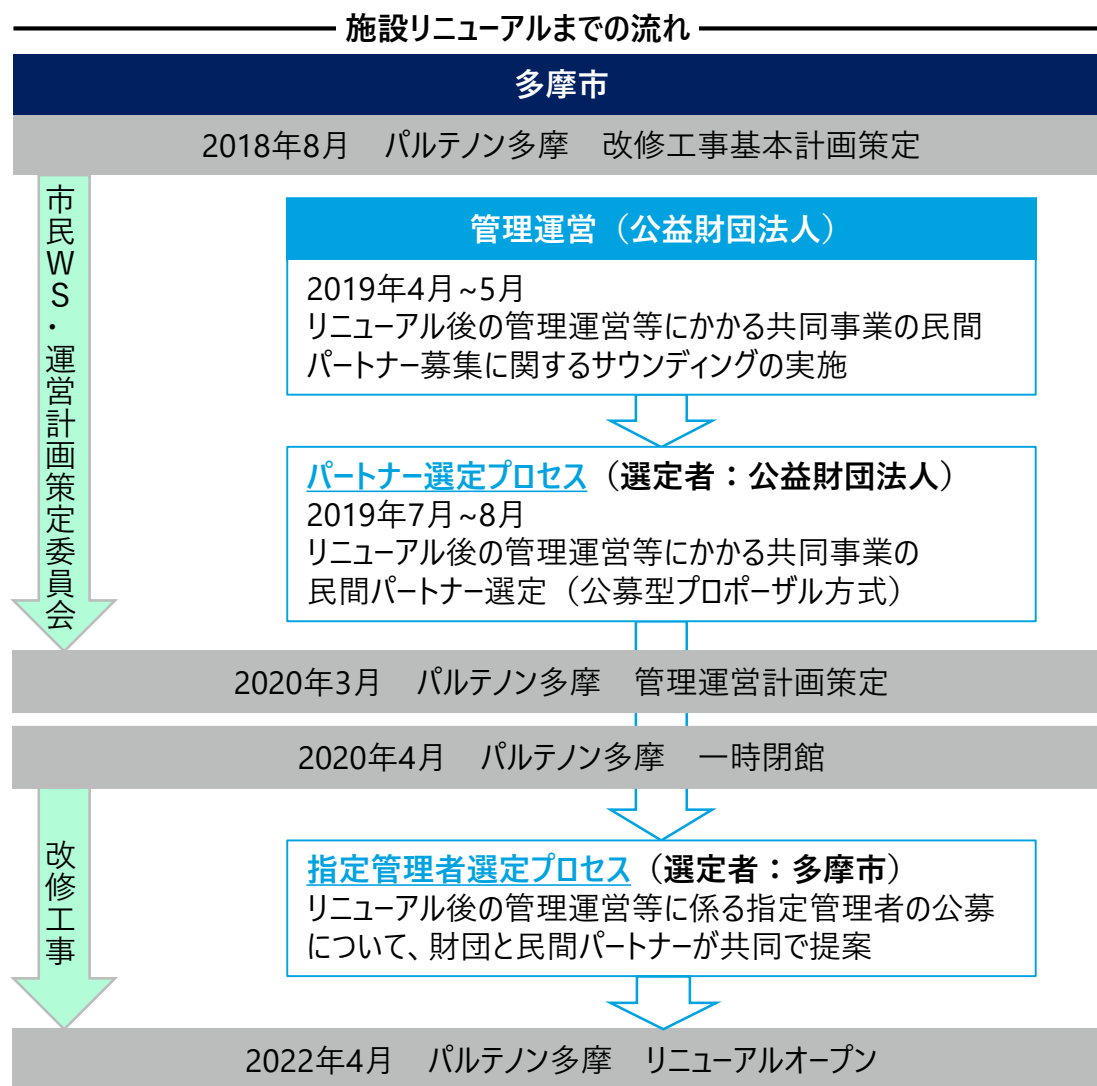 施設リニューアルまでの流れ
多摩市
2018年8月　パルテノン多摩　改修工事基本計画策定
市民WS・運営計画策定委員会
管理運営（公益財団法人）
2019年4月~5月
リニューアル後の管理運営等にかかる共同事業の民間
パートナー募集に関するサウンディングの実施
パートナー選定プロセス（選定者：公益財団法人）
2019年7月~8月
リニューアル後の管理運営等にかかる共同事業の
民間パートナー選定（公募型プロポーザル方式）
2020年3月　パルテノン多摩　管理運営計画策定
2020年4月　パルテノン多摩　一時閉館
改修工事
指定管理者選定プロセス（選定者：多摩市）
リニューアル後の管理運営等に係る指定管理者の公募
について、財団と民間パートナーが共同で提案
2022年4月　パルテノン多摩　リニューアルオープン